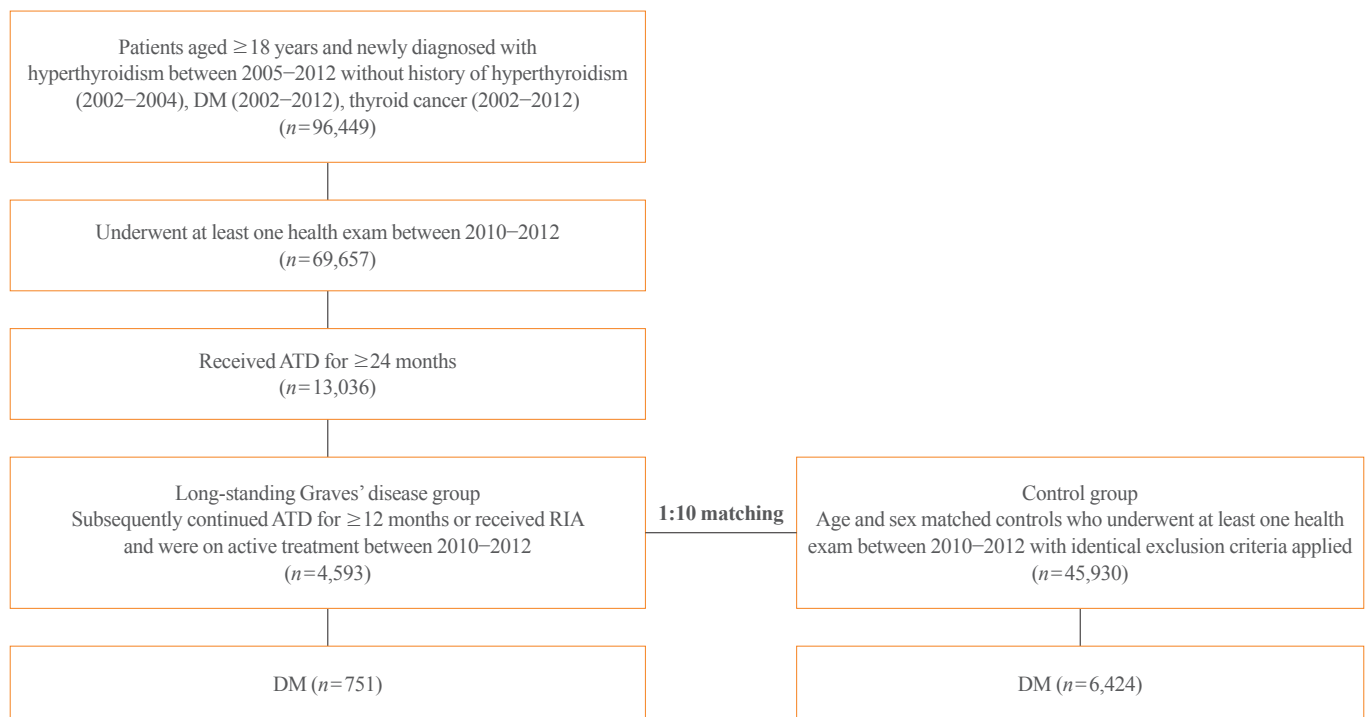 Patients aged ≥18 years and newly diagnosed with
hyperthyroidism between 2005−2012 without history of hyperthyroidism
(2002−2004), DM (2002−2012), thyroid cancer (2002−2012)
(n=96,449)
Underwent at least one health exam between 2010−2012
(n=69,657)
Received ATD for ≥24 months
(n=13,036)
Long-standing Graves’ disease group
Subsequently continued ATD for ≥12 months or received RIA
and were on active treatment between 2010−2012
(n=4,593)
1:10 matching
Control group
Age and sex matched controls who underwent at least one health
exam between 2010−2012 with identical exclusion criteria applied
(n=45,930)
DM (n=751)
DM (n=6,424)